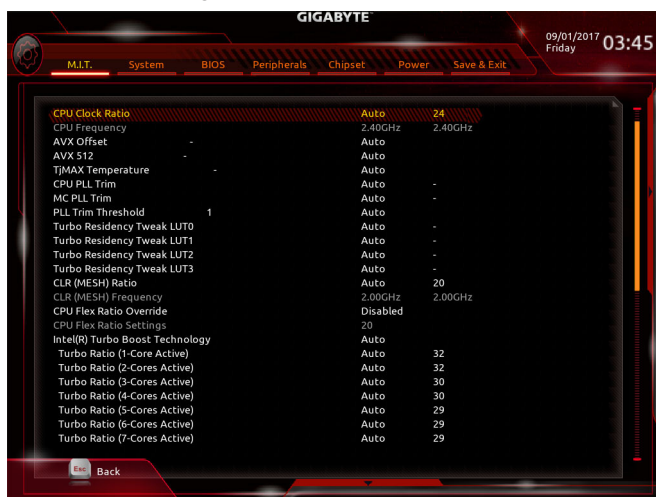 GIGABYTE™
09/01/2017 Friday 03:45
M.I.T. System BIOS Peripherals Chipset Power Save & Exit
CPU Clock Ratio Auto 24
CPU Frequency 2.40GHz 2.40GHz
AVX Offset - Auto
AVX 512 - Auto
TjMAX Temperature - Auto
CPU PLL Trim Auto -
MC PLL Trim Auto -
PLL Trim Threshold 1 Auto
Turbo Residency Tweak LUT0 Auto -
Turbo Residency Tweak LUT1 Auto -
Turbo Residency Tweak LUT2 Auto -
Turbo Residency Tweak LUT3 Auto -
CLR (MESH) Ratio Auto 20
CLR (MESH) Frequency 2.00GHz 2.00GHz
CPU Flex Ratio Override Disabled
CPU Flex Ratio Settings 20
Intel(R) Turbo Boost Technology Auto
Turbo Ratio (1-Core Active) Auto 32
Turbo Ratio (2-Cores Active) Auto 32
Turbo Ratio (3-Cores Active) Auto 30
Turbo Ratio (4-Cores Active) Auto 30
Turbo Ratio (5-Cores Active) Auto 29
Turbo Ratio (6-Cores Active) Auto 29
Turbo Ratio (7-Cores Active) Auto 29
Esc Back